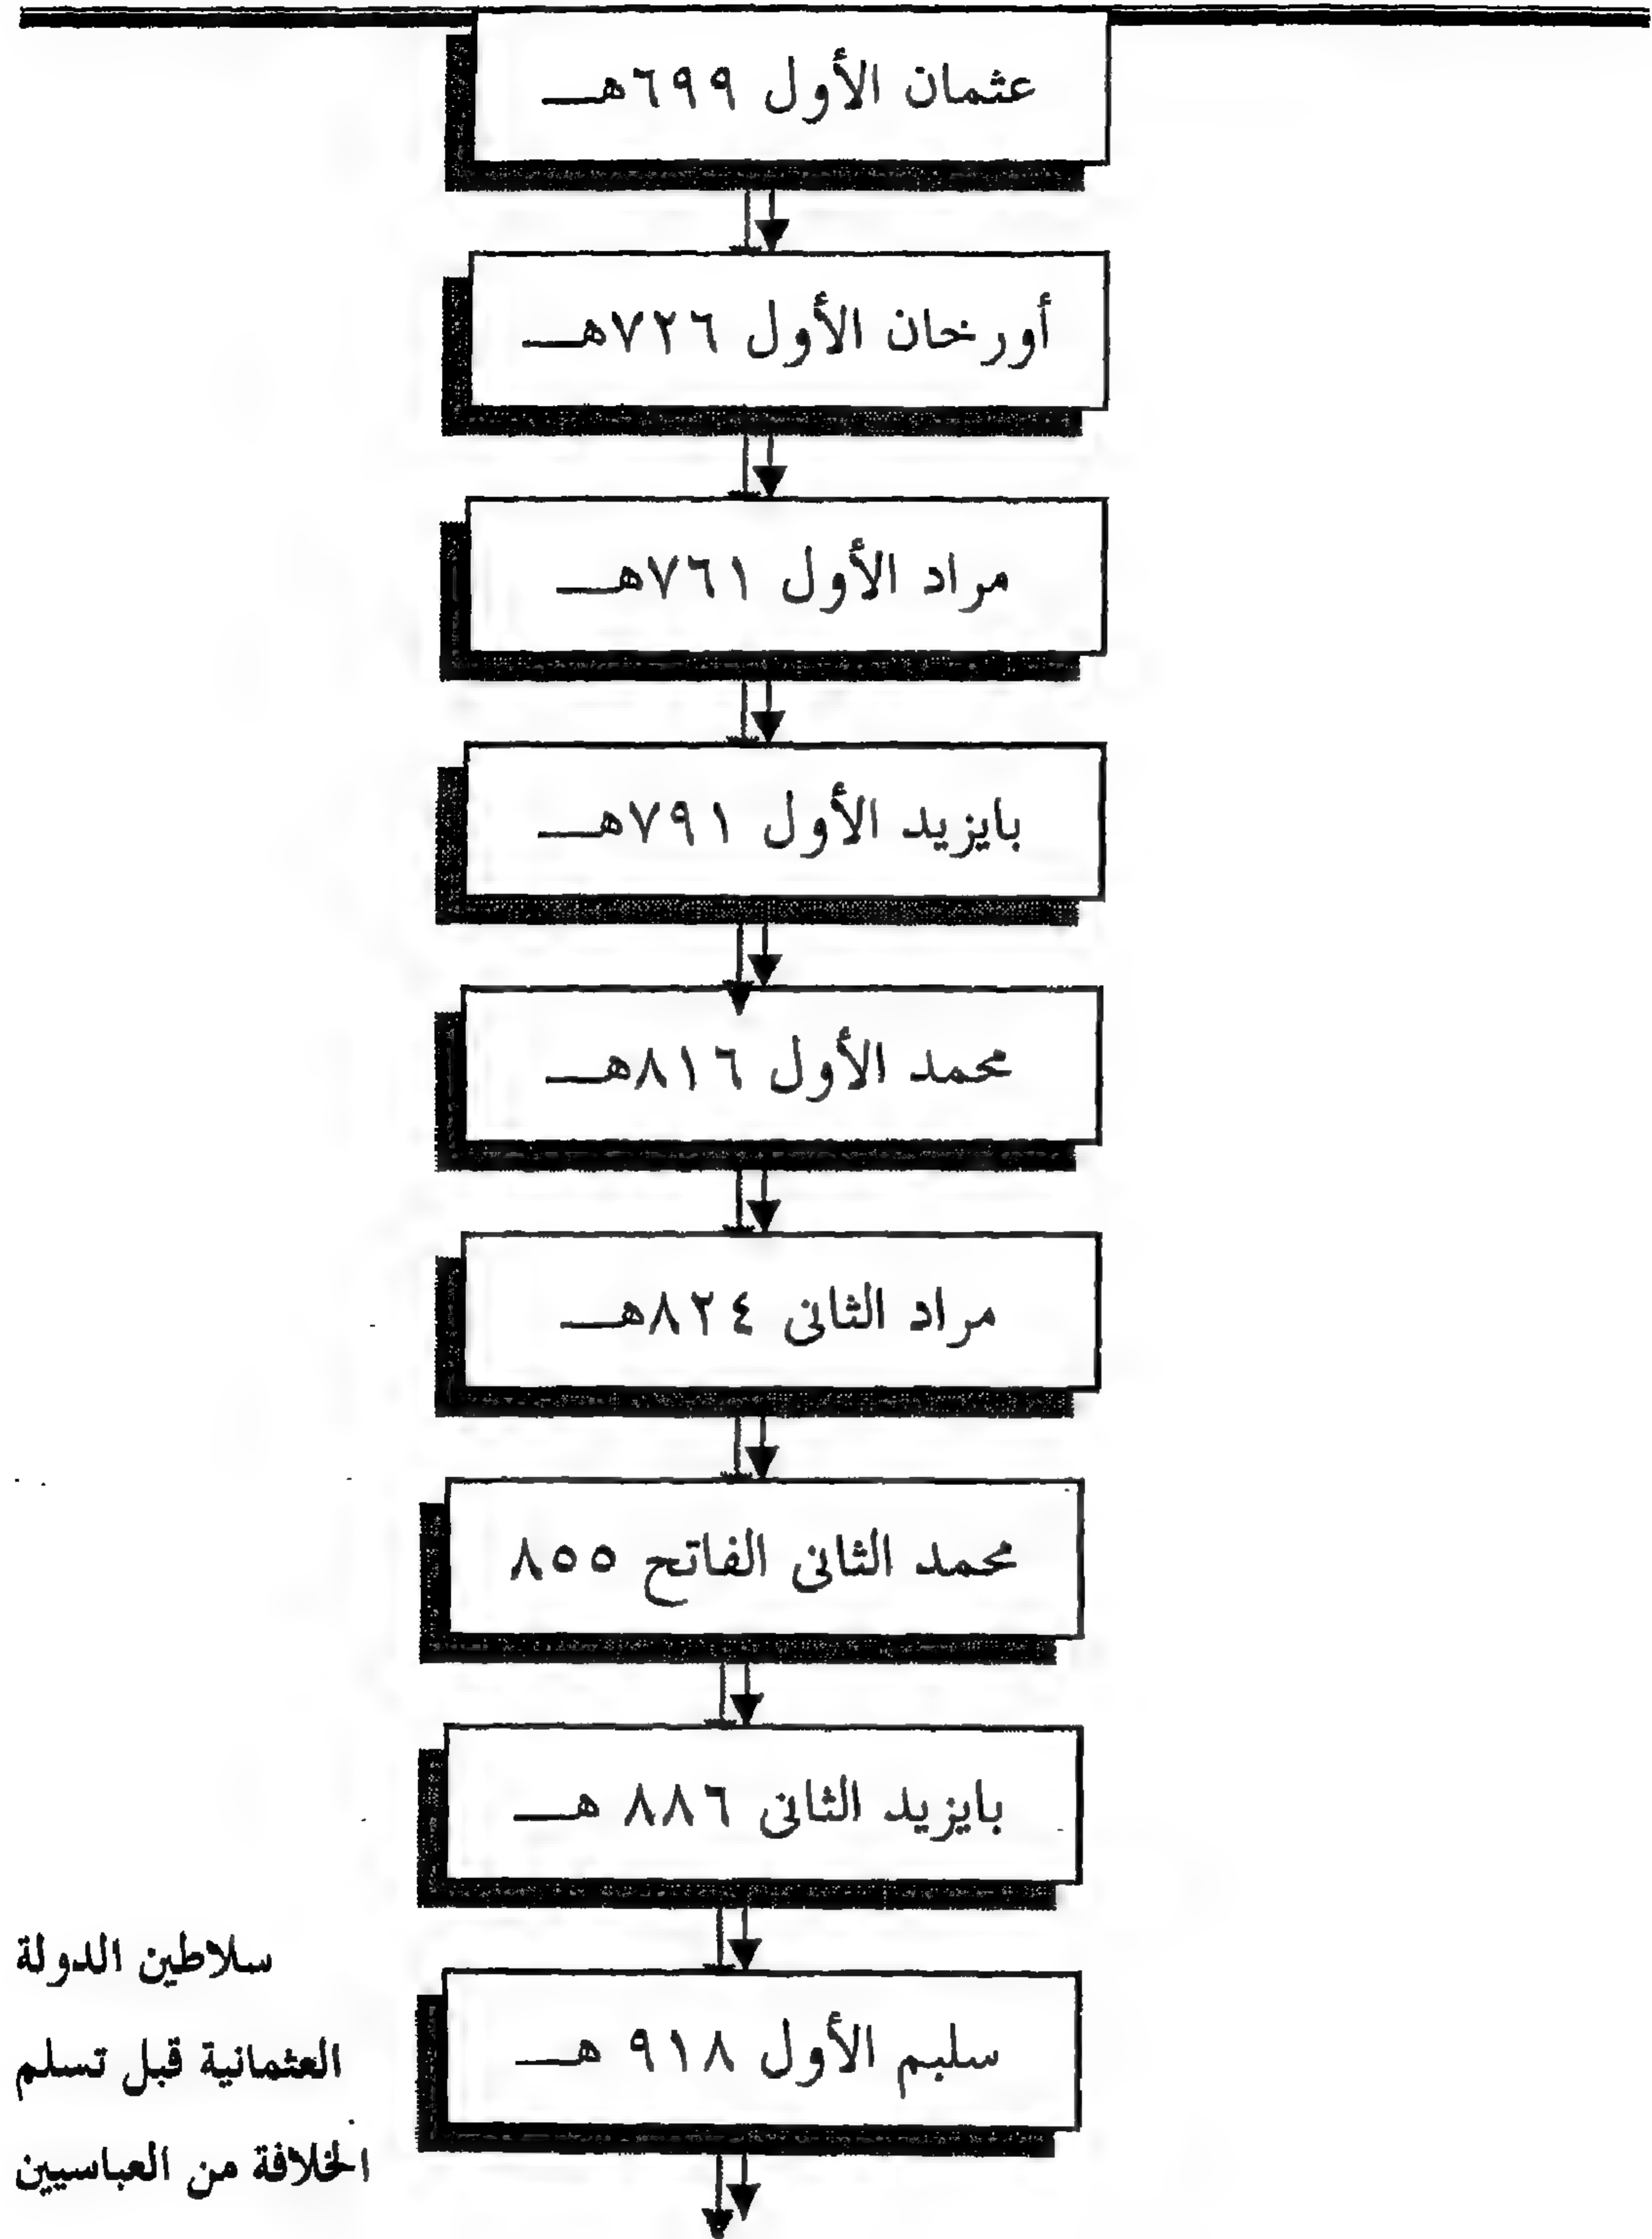 عثمان الأول ٦٩٩هـ
أورخان الأول ٧٢٦هـ
مراد الأول ٧٦١هـ
بايزيد الأول ٧٩١هـ
محمد الأول ٨١٦هـ
مراد الثانى ٨٢٤هـ
محمد الثانى الفاتح ٨٥٥
بايزيد الثانى ٨٨٦ هـ
سليم الأول ٩١٨ هـ
سلاطين الدولة
العثمانية قبل تسلم
الخلافة من العباسيين